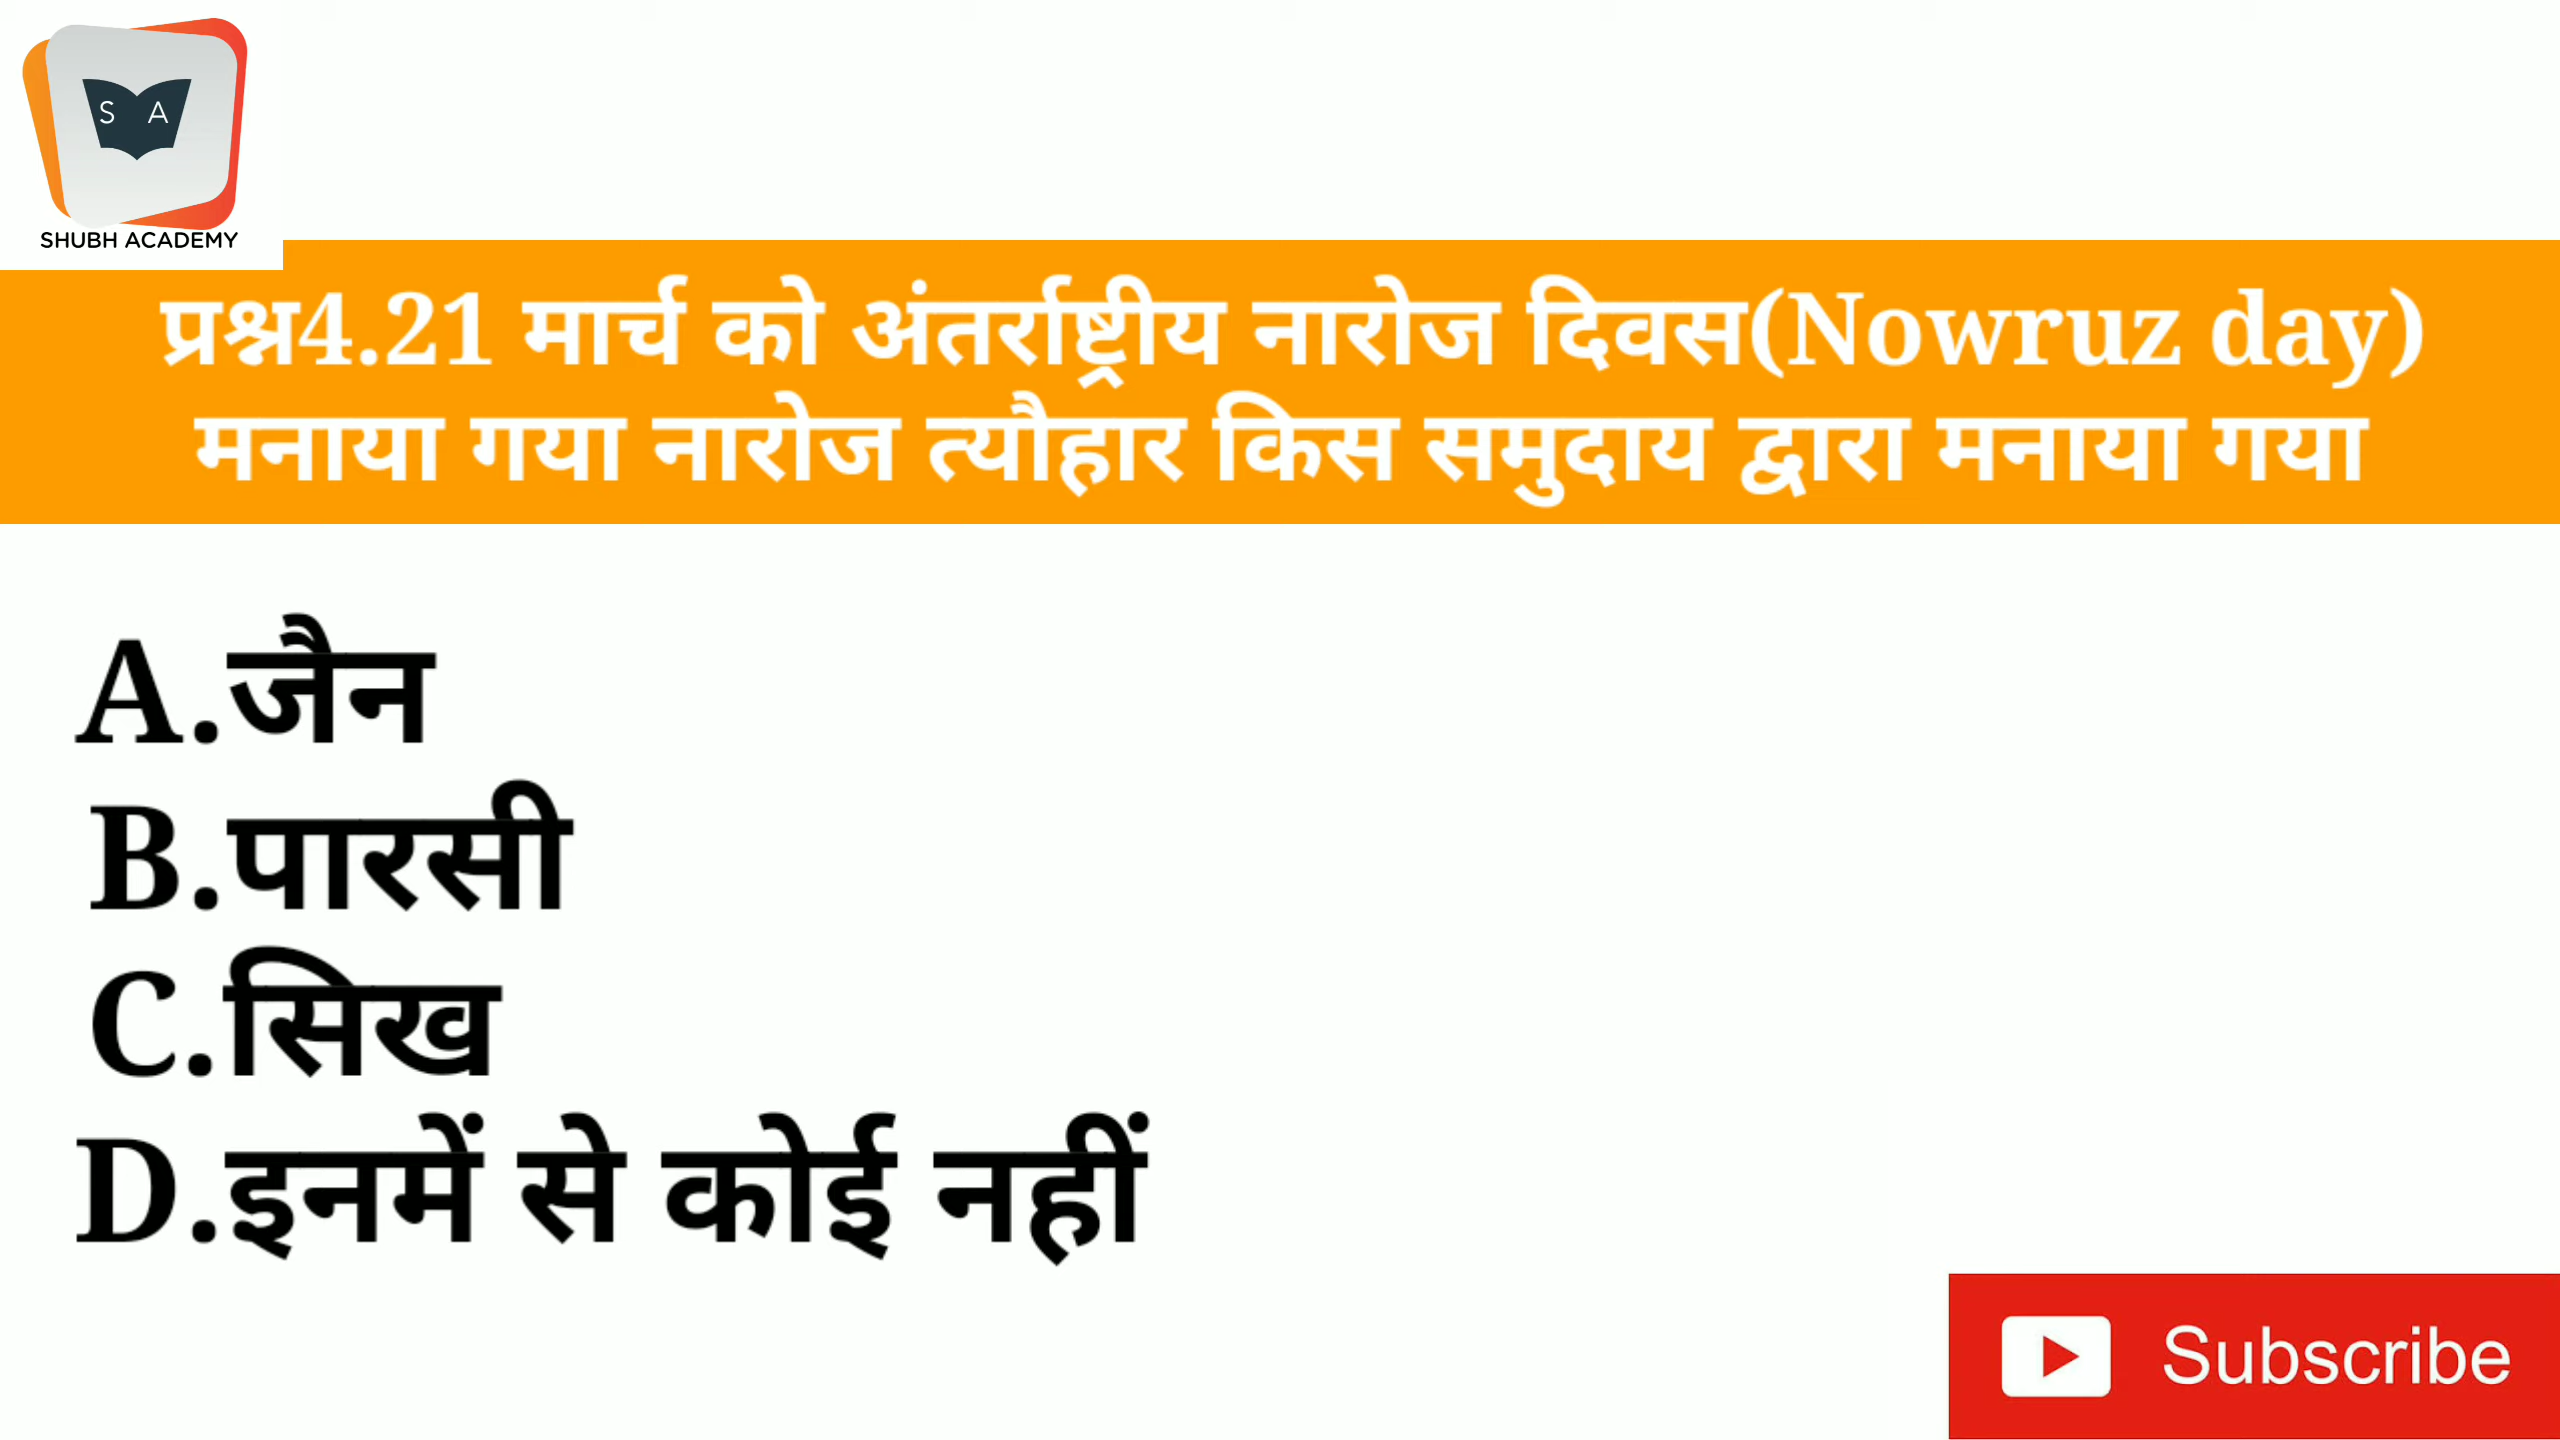 S A
SHUBH ACADEMY
प्रश्न4.21 मार्च को अंतर्राष्ट्रीय नारोज दिवस(Nowruz day)
मनाया गया नारोज त्यौहार किस समुदाय द्वारा मनाया गया
A.जैन
B.पारसी
C.सिख
D.इनमें से कोई नहीं
Subscribe